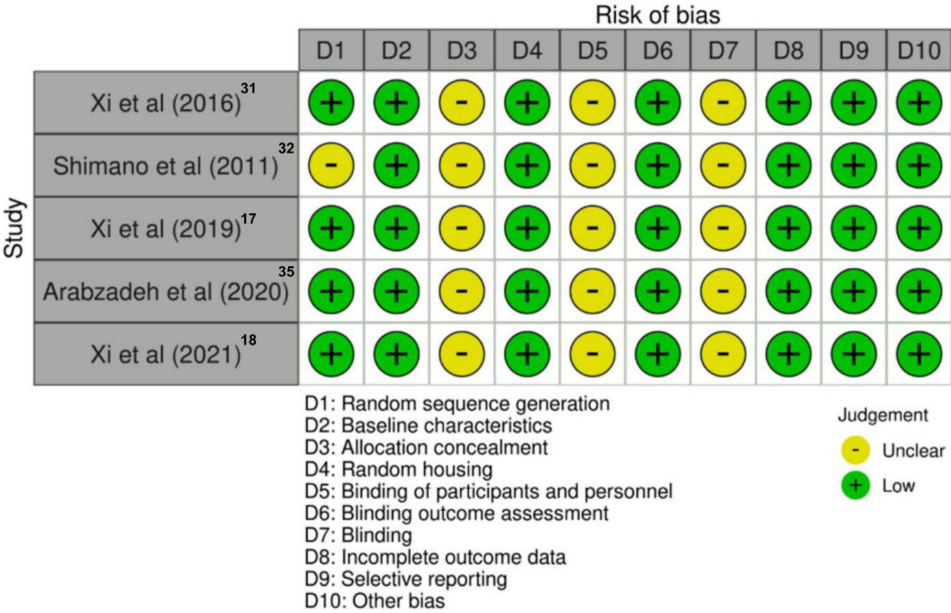 Risk of bias
D1 D2 D3 D4 D5 D6 D7 D8 D9 D10
Study
Xi et al (2016)31 + + - + - + - + + +
Shimano et al (2011)32 - + - + - + - + + +
Xi et al (2019)17 + + - + - + - + + +
Arabzadeh et al (2020)35 + + - + - + - + + +
Xi et al (2021)18 + + - + - + - + + +
D1: Random sequence generation
D2: Baseline characteristics
D3: Allocation concealment
D4: Random housing
D5: Binding of participants and personnel
D6: Blinding outcome assessment
D7: Blinding
D8: Incomplete outcome data
D9: Selective reporting
D10: Other bias
Judgement
- Unclear
+ Low